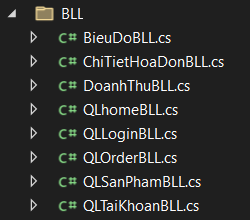 BLL
C# BieuDoBLL.cs
C# ChiTietHoaDonBLL.cs
C# DoanhThuBLL.cs
C# QLhomeBLL.cs
C# QLLoginBLL.cs
C# QLOrderBLL.cs
C# QLSanPhamBLL.cs
C# QLTaiKhoanBLL.cs